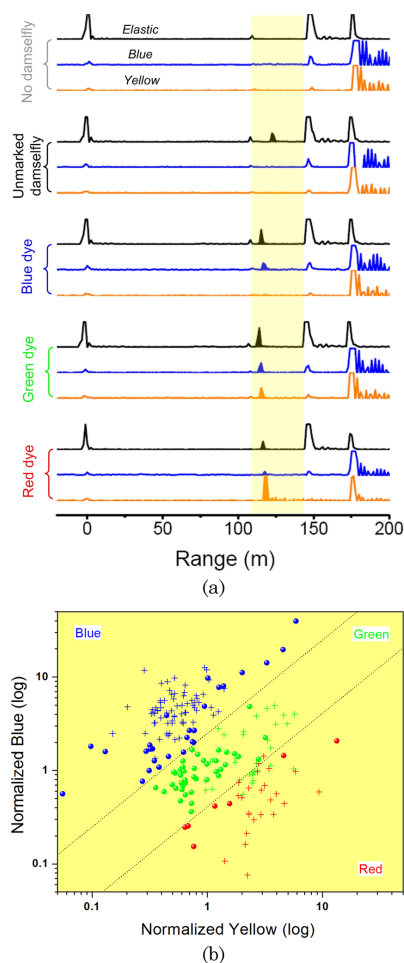 No damselfly
Elastic
Blue
Yellow
Unmarked
damselfly
Blue dye
Green dye
Red dye
0
50
100
150
200
Range (m)
(a)
Blue
Green
Red
10
1
0.1
Normalized Blue (log)
0.1
1
10
Normalized Yellow (log)
(b)